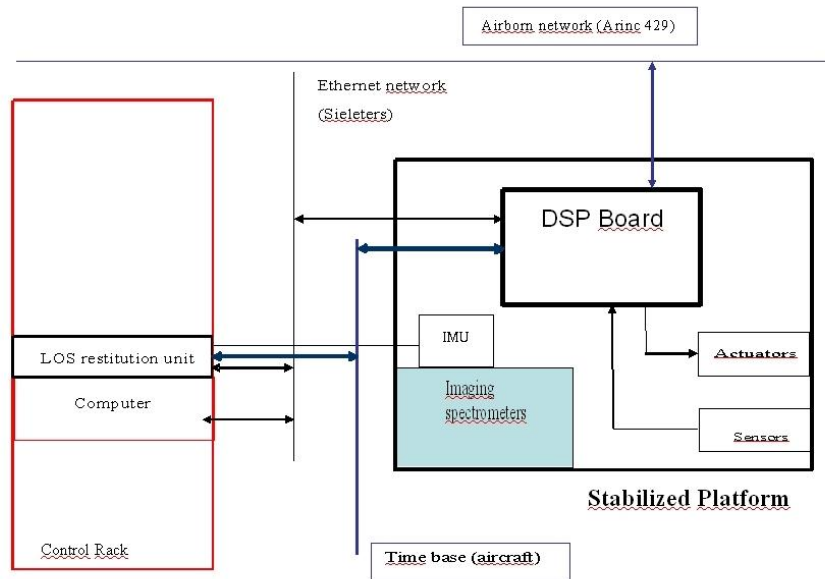 Airborn network (Arinc 429)
Ethernet network
(Sieleters)
DSP Board
IMU
LOS restitution unit
Actuators
Computer
Imaging
spectrometers
Sensors
Stabilized Platform
Control Rack
Time base (aircraft)